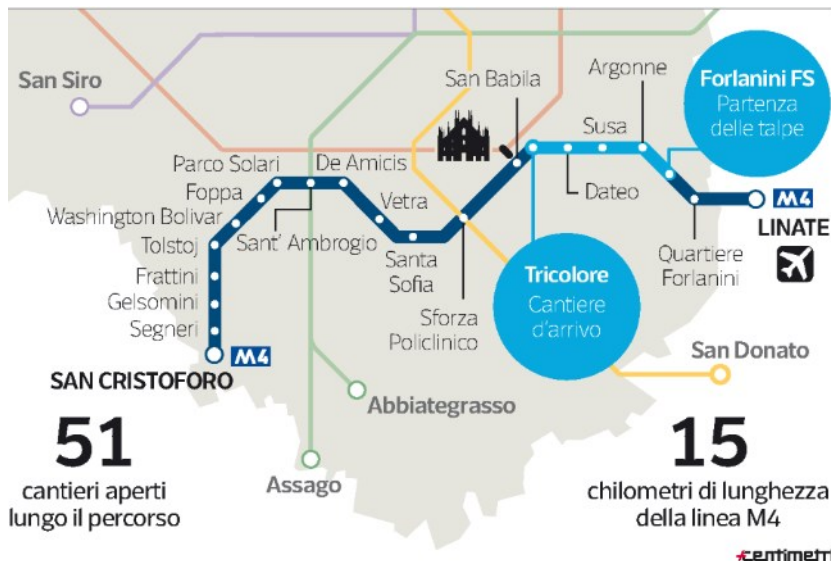 San Siro
San Babila
Argonne
Forlanini FS
Partenza
delle talpe
Susa
Parco Solari
De Amicis
Foppa
Washington Bolivar
Vetra
Dateo
M4
LINATE
Tolstoj
Sant' Ambrogio
Santa
Sofia
Quartiere
Forlanini
Frattini
Gelsomini
Segneri
Tricolore
Cantiere
d'arrivo
Sforza
Policlinico
M4
SAN CRISTOFORO
San Donato
Abbiategrasso
Assago
51
cantieri aperti
lungo il percorso
15
chilometri di lunghezza
della linea M4
centimetri